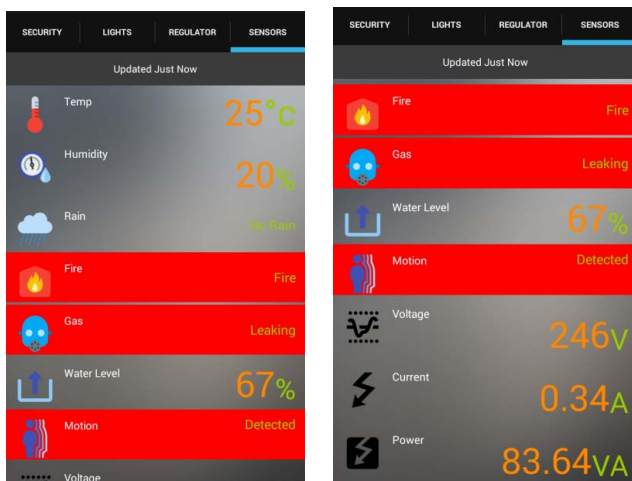 SECURITY LIGHTS REGULATOR SENSORS
Updated Just Now
Temp 25°C
Humidity 20%
Rain No Rain
Fire Fire
Gas Leaking
Water Level 67%
Motion Detected
Voltage
SECURITY LIGHTS REGULATOR SENSORS
Updated Just Now
Fire Fire
Gas Leaking
Water Level 67%
Motion Detected
Voltage 246V
Current 0.34A
Power 83.64VA